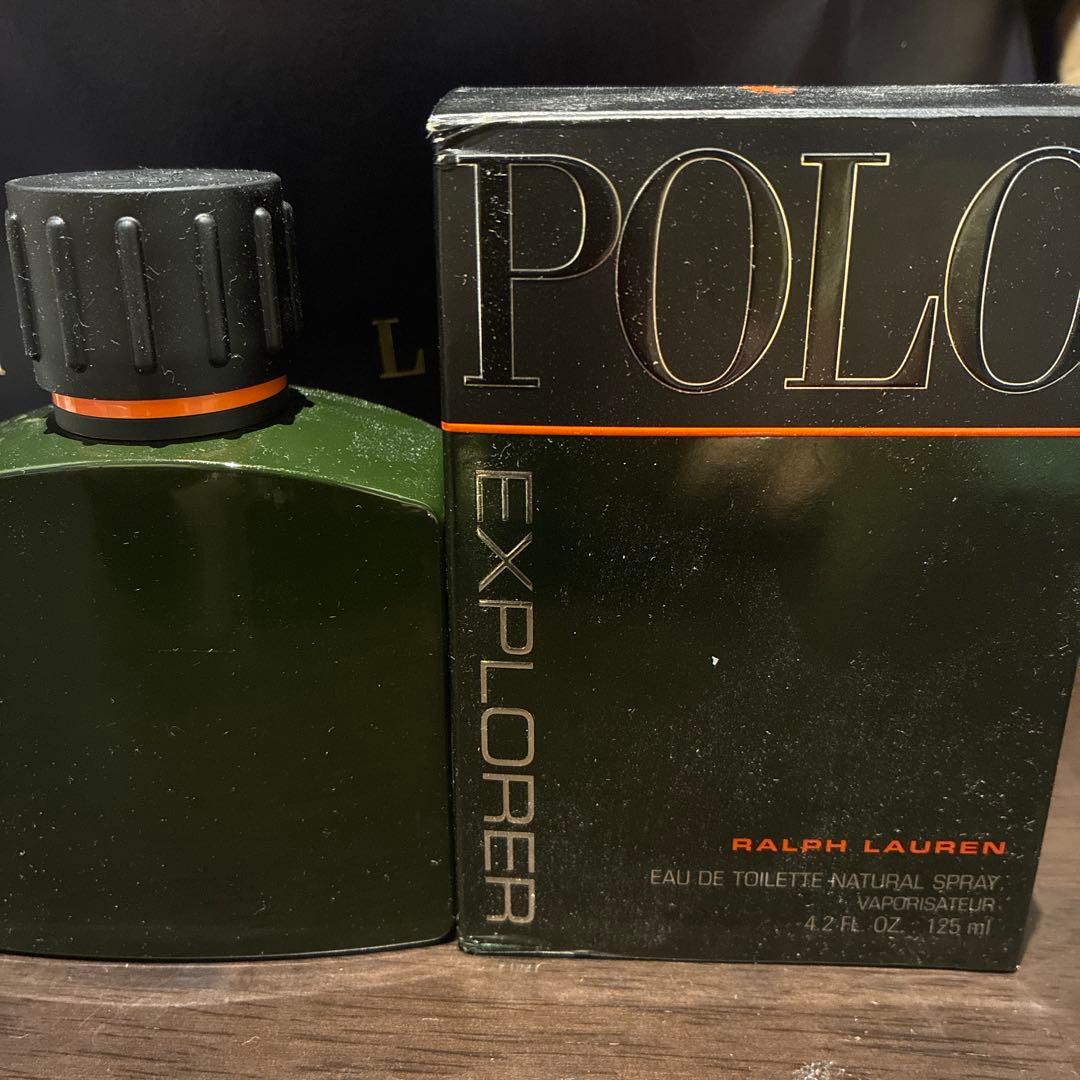 L
POLO
EXPLORER
RALPH LAUREN
EAU DE TOILETTE NATURAL SPRAY
VAPORISATEUR
4.2 FL. OZ. 125 ml